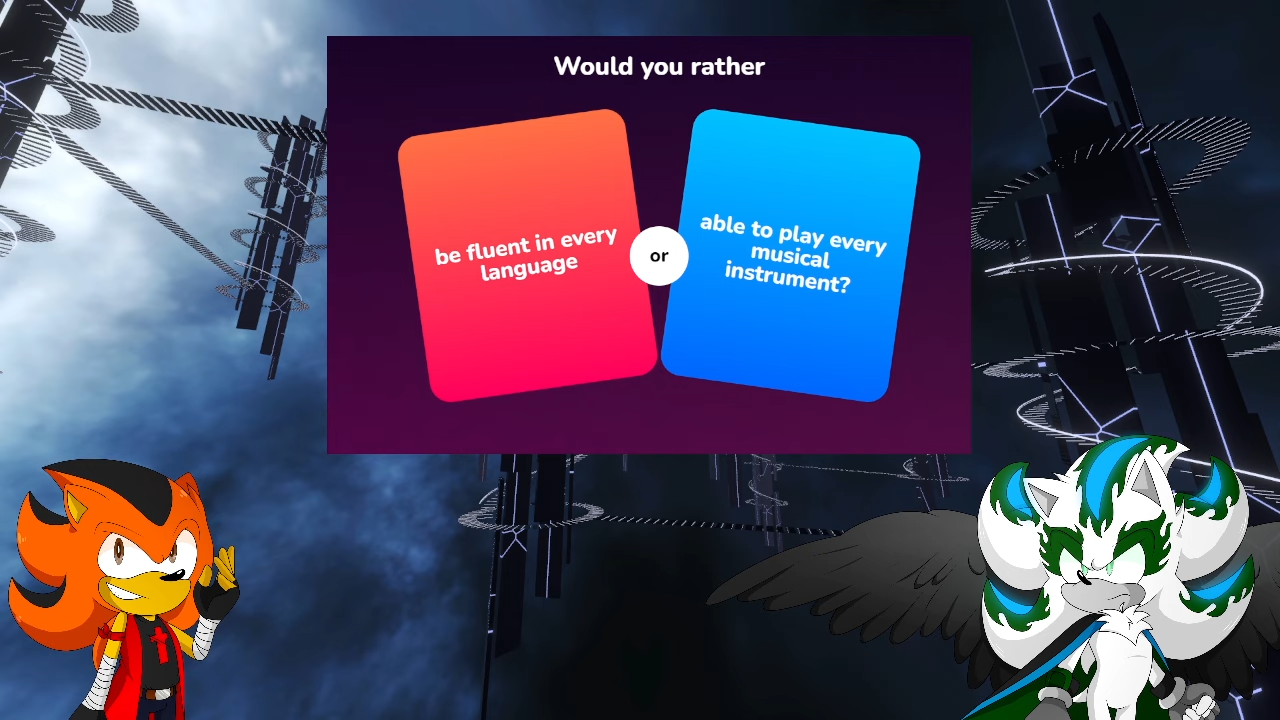 Would you rather
be fluent in every
language
or
able to play every
musical
instrument?